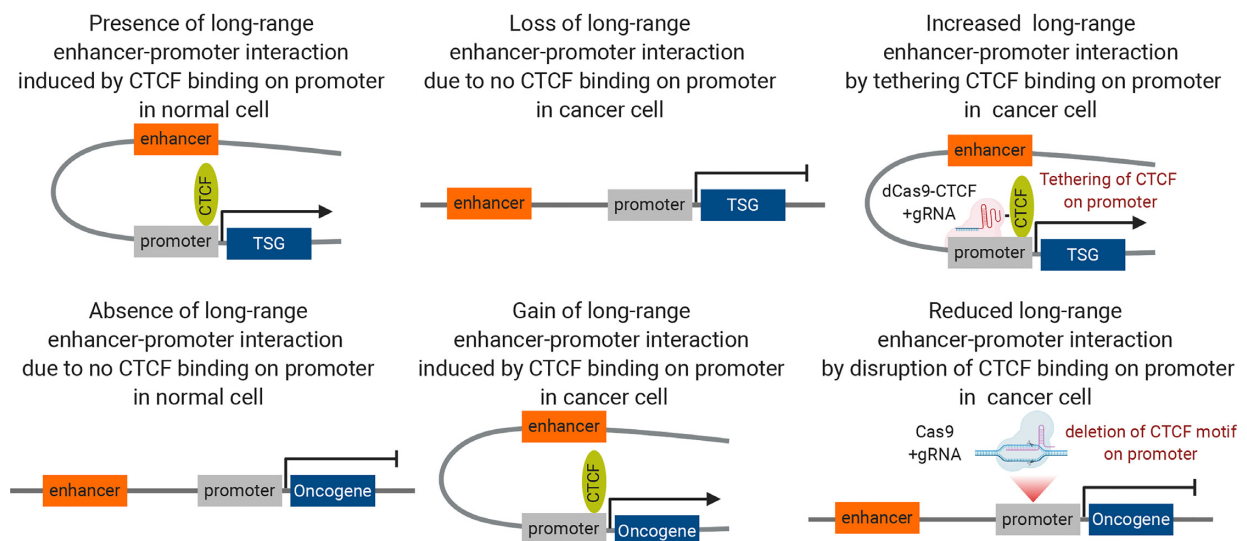 Presence of long-range
enhancer-promoter interaction
induced by CTCF binding on promoter
in normal cell
enhancer
CTCF
promoter
TSG
Loss of long-range
enhancer-promoter interaction
due to no CTCF binding on promoter
in cancer cell
enhancer
promoter
TSG
Increased long-range
enhancer-promoter interaction
by tethering CTCF binding on promoter
in cancer cell
enhancer
dCas9-CTCF
+gRNA
CTCF
Tethering of CTCF
on promoter
promoter
TSG
Absence of long-range
enhancer-promoter interaction
due to no CTCF binding on promoter
in normal cell
enhancer
promoter
Oncogene
Gain of long-range
enhancer-promoter interaction
induced by CTCF binding on promoter
in cancer cell
enhancer
CTCF
promoter
Oncogene
Reduced long-range
enhancer-promoter interaction
by disruption of CTCF binding on promoter
in cancer cell
Cas9
+gRNA
deletion of CTCF motif
on promoter
enhancer
promoter
Oncogene